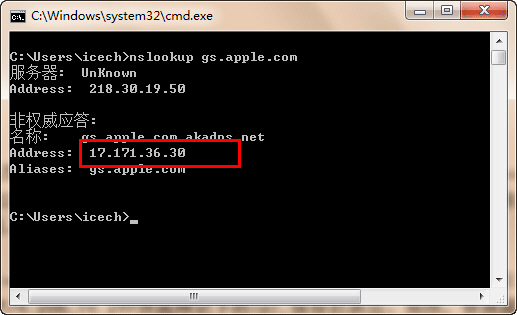 C:\Windows\system32\cmd.exe
C:\Users\icech>nslookup gs.apple.com
服务器:  UnKnown
Address:  218.30.19.50
非权威应答:
名称:    gs.apple.com.akadns.net
Address:  17.171.36.30
Aliases:  gs.apple.com
C:\Users\icech>_